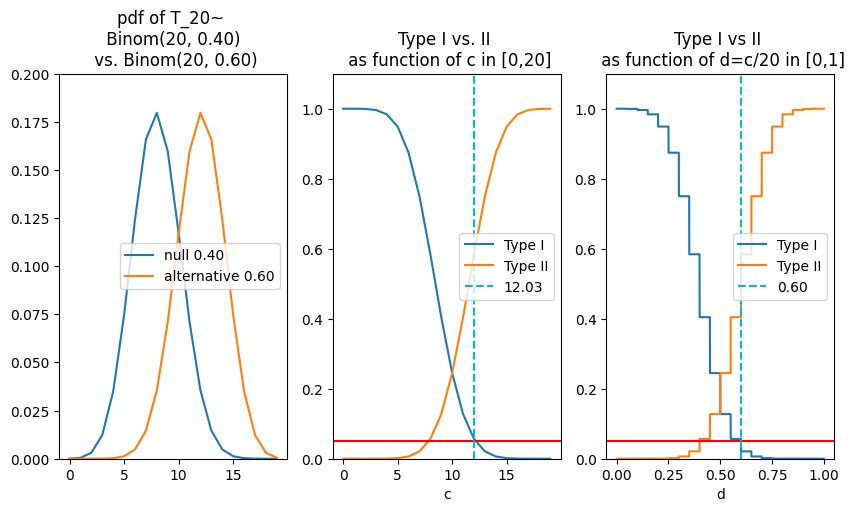 pdf of T_20~
Binom(20, 0.40)
vs. Binom(20, 0.60)
0.200
0.175
0.150
0.125
0.100
0.075
0.050
0.025
0.000
0
5
10
15
null 0.40
alternative 0.60
Type I vs. II
as function of c in [0,20]
1.0
0.8
0.6
0.4
0.2
0.0
0
5
10
15
c
Type I
Type II
12.03
Type I vs II
as function of d=c/20 in [0,1]
1.0
0.8
0.6
0.4
0.2
0.0
0.00
0.25
0.50
0.75
1.00
d
Type I
Type II
0.60